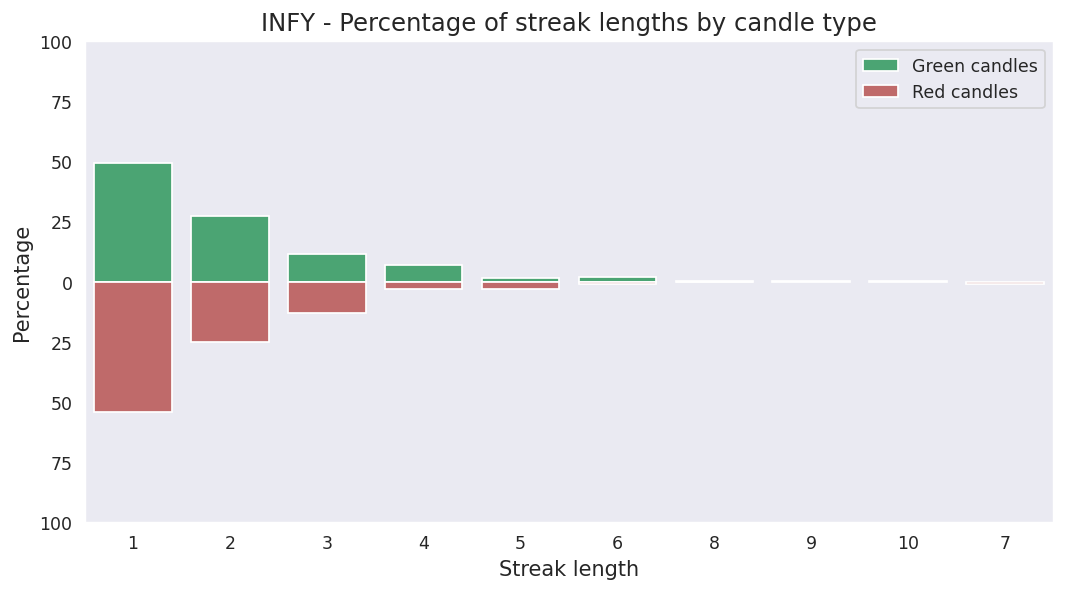 INFY - Percentage of streak lengths by candle type
Green candles
Red candles
Percentage
100
75
50
25
0
25
50
75
100
1 2 3 4 5 6 8 9 10 7
Streak length